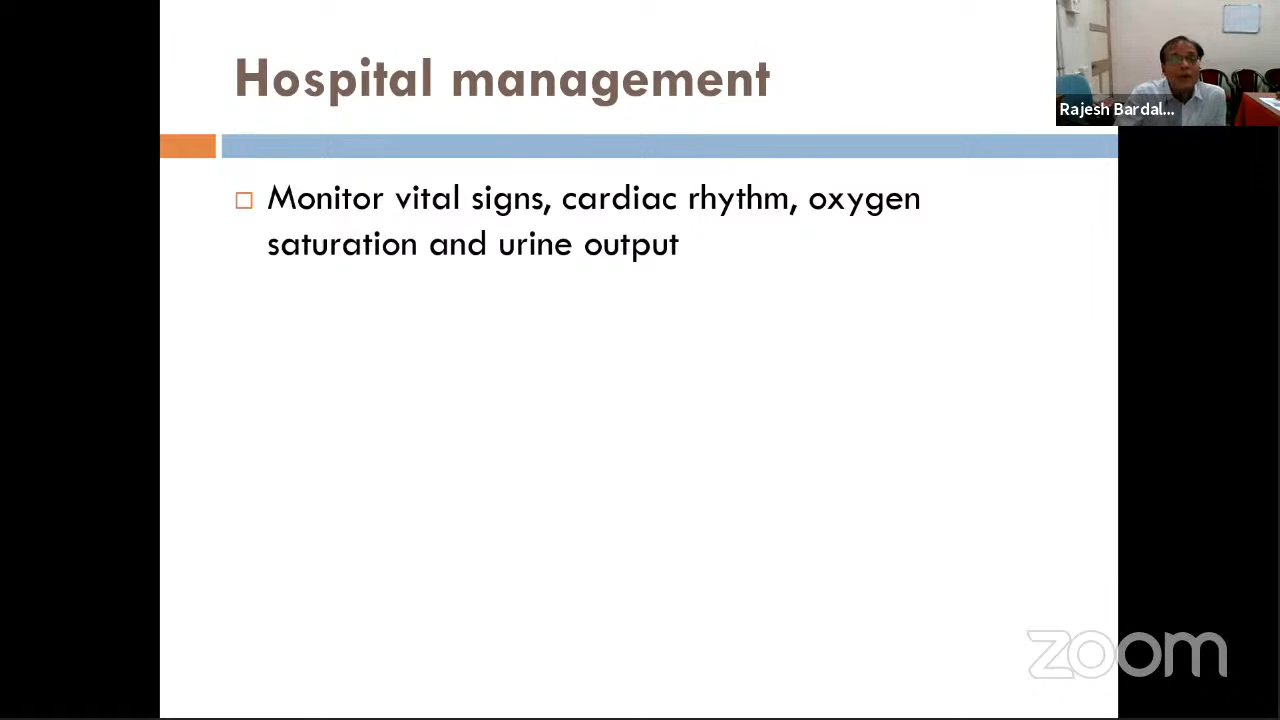 Hospital management
Rajesh Bardal...
Monitor vital signs, cardiac rhythm, oxygen
saturation and urine output
zoom